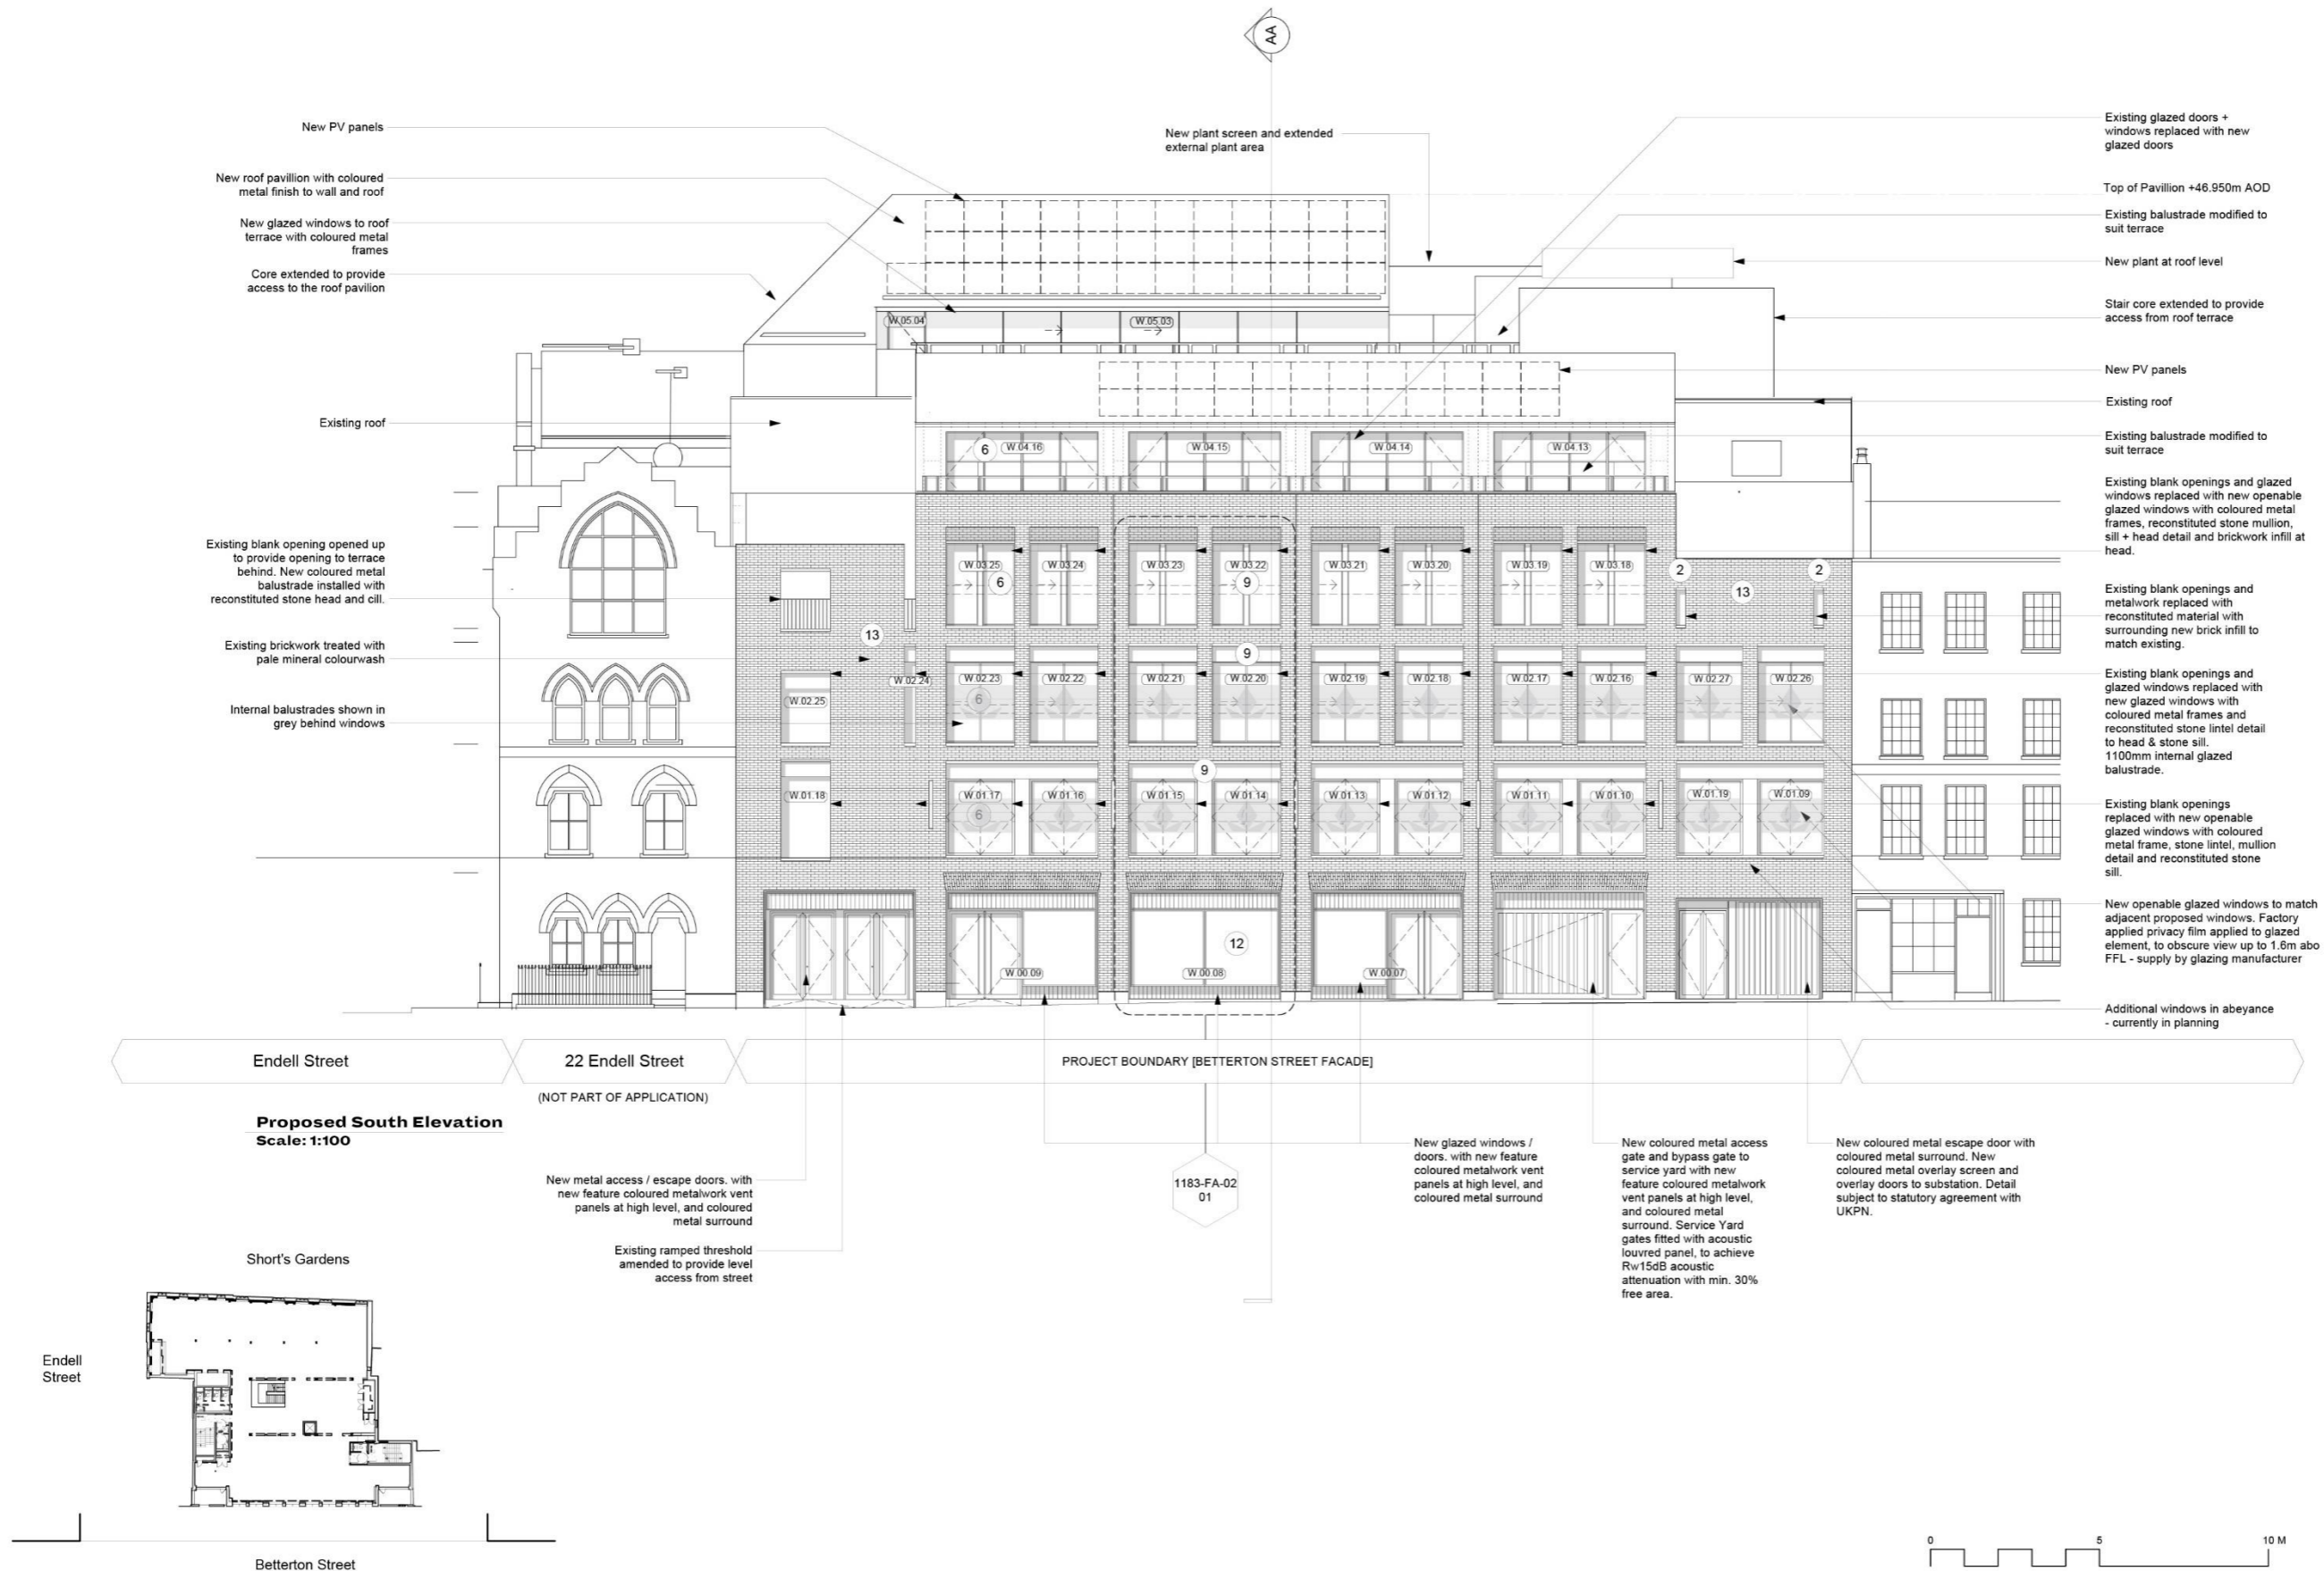 AA
New PV panels
New roof pavillion with coloured
metal finish to wall and roof
New glazed windows to roof
terrace with coloured metal
frames
Core extended to provide
access to the roof pavilion
Existing roof
Existing blank opening opened up
to provide opening to terrace
behind. New coloured metal
balustrade installed with
reconstituted stone head and cill.
Existing brickwork treated with
pale mineral colourwash
Internal balustrades shown in
grey behind windows
New plant screen and extended
external plant area
Existing glazed doors +
windows replaced with new
glazed doors
Top of Pavillion +46.950m AOD
Existing balustrade modified to
suit terrace
New plant at roof level
Stair core extended to provide
access from roof terrace
New PV panels
Existing roof
Existing balustrade modified to
suit terrace
Existing blank openings and glazed
windows replaced with new openable
glazed windows with coloured metal
frames, reconstituted stone mullion,
sill + head detail and brickwork infill at
head.
Existing blank openings and
metalwork replaced with
reconstituted material with
surrounding new brick infill to
match existing.
Existing blank openings and
glazed windows replaced with
new glazed windows with
coloured metal frames and
reconstituted stone lintel detail
to head & stone sill.
1100mm internal glazed
balustrade.
Existing blank openings
replaced with new openable
glazed windows with coloured
metal frame, stone lintel, mullion
detail and reconstituted stone
sill.
New openable glazed windows to match
adjacent proposed windows. Factory
applied privacy film applied to glazed
element, to obscure view up to 1.6m abo
FFL - supply by glazing manufacturer
Additional windows in abeyance
- currently in planning
W.05.04 W.05.03
6 W.04.16 W.04.15 W.04.14 W.04.13
W.03.25 W.03.24 W.03.23 W.03.22 W.03.21 W.03.20 W.03.19 W.03.18 2 2
6 9 13
13
9
W.02.25 W.02.24 W.02.23 W.02.22 W.02.21 W.02.20 W.02.19 W.02.18 W.02.17 W.02.16 W.02.27 W.02.26
6
9
W.01.18 W.01.17 W.01.16 W.01.15 W.01.14 W.01.13 W.01.12 W.01.11 W.01.10 W.01.19 W.01.09
6
12
W.00.09 W.00.08 W.00.07
Endell Street 22 Endell Street PROJECT BOUNDARY [BETTERTON STREET FACADE]
(NOT PART OF APPLICATION)
Proposed South Elevation
Scale: 1:100
New metal access / escape doors. with
new feature coloured metalwork vent
panels at high level, and coloured
metal surround
Existing ramped threshold
amended to provide level
access from street
1183-FA-02
01
New glazed windows /
doors. with new feature
coloured metalwork vent
panels at high level, and
coloured metal surround
New coloured metal access
gate and bypass gate to
service yard with new
feature coloured metalwork
vent panels at high level,
and coloured metal
surround. Service Yard
gates fitted with acoustic
louvred panel, to achieve
Rw15dB acoustic
attenuation with min. 30%
free area.
New coloured metal escape door with
coloured metal surround. New
coloured metal overlay screen and
overlay doors to substation. Detail
subject to statutory agreement with
UKPN.
Short's Gardens
Endell
Street
Betterton Street
0 5 10 M